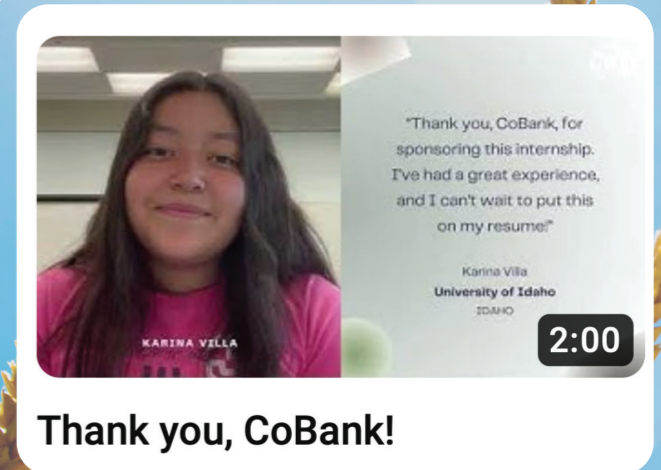 "Thank you, CoBank, for
sponsoring this internship.
I've had a great experience,
and I can't wait to put this
on my resume!"
Karina Villa
University of Idaho
IDAHO
KARINA VILLA
2:00
Thank you, CoBank!